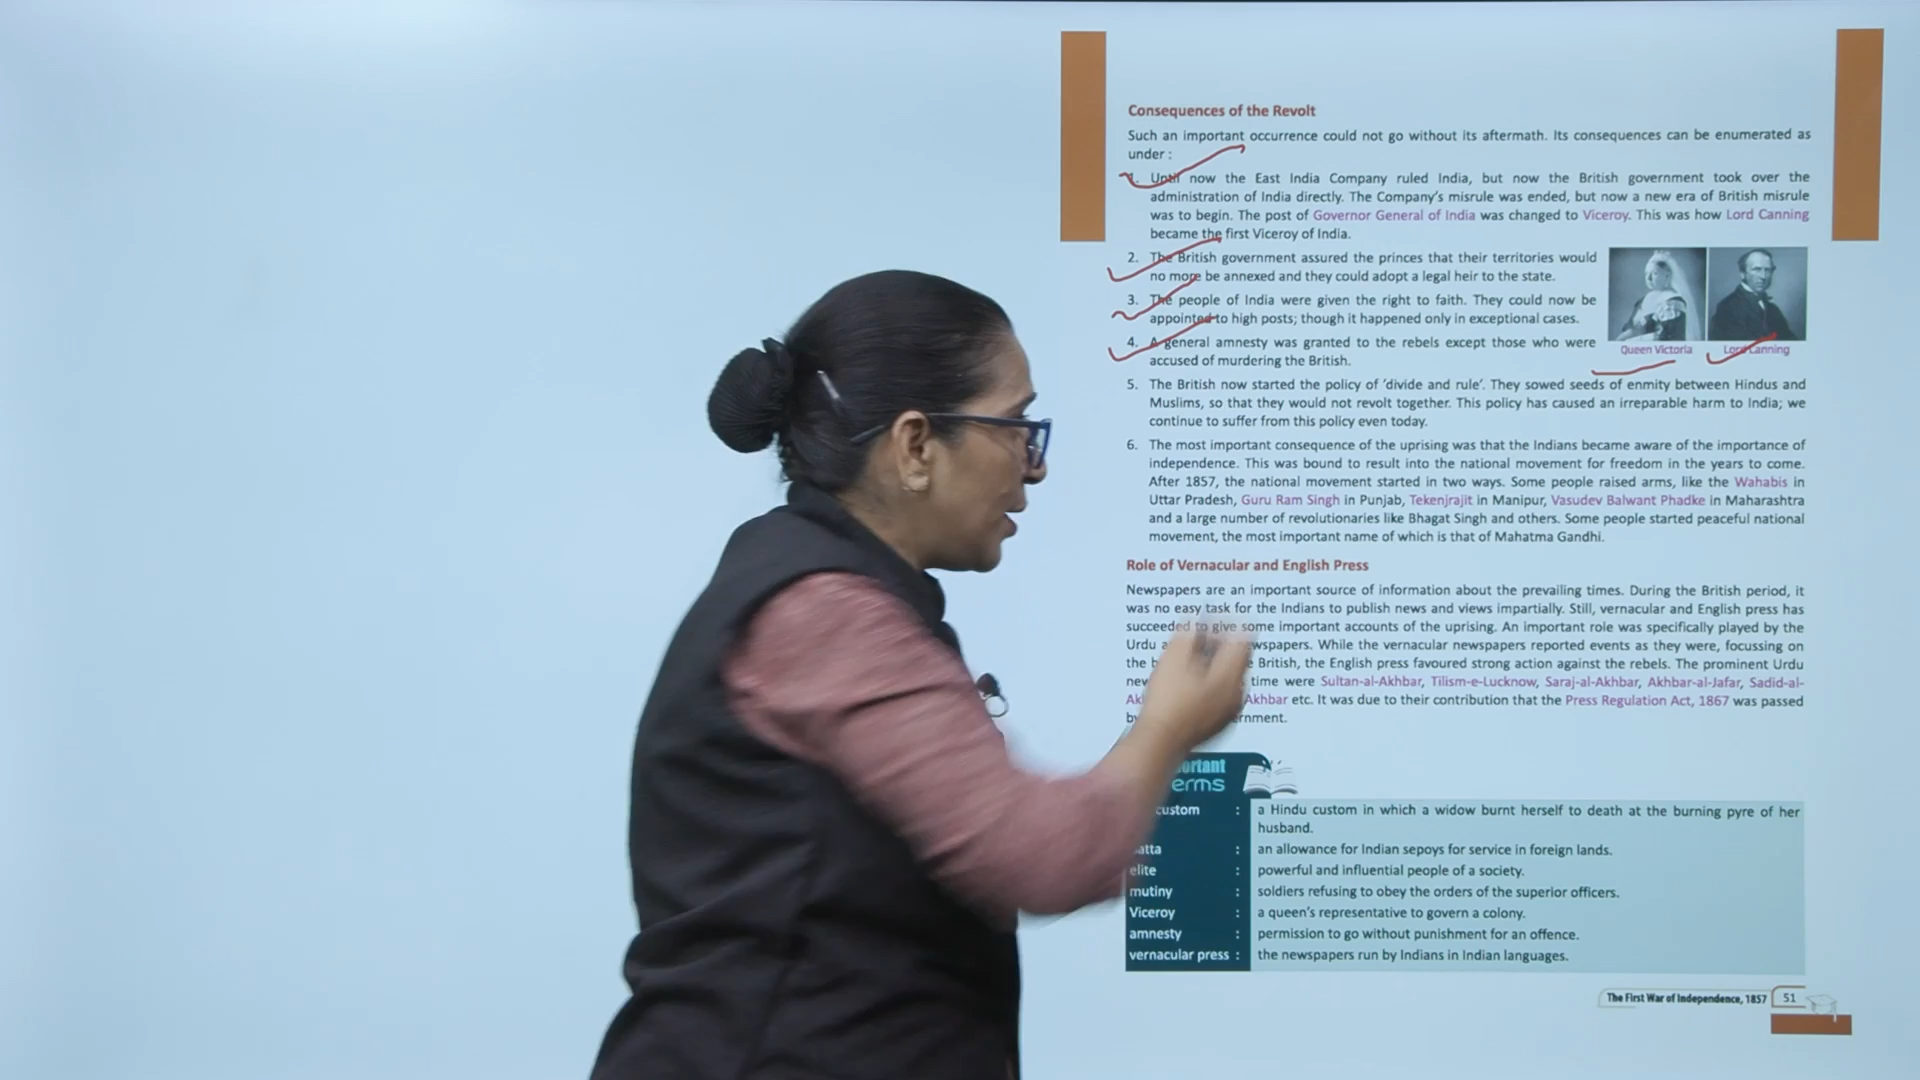 Consequences of the Revolt
Such an important occurrence could not go without its aftermath. Its consequences can be enumerated as
under :
1. Until now the East India Company ruled India, but now the British government took over the
administration of India directly. The Company's misrule was ended, but now a new era of British misrule
was to begin. The post of Governor General of India was changed to Viceroy. This was how Lord Canning
became the first Viceroy of India.
2. The British government assured the princes that their territories would
no more be annexed and they could adopt a legal heir to the state.
3. The people of India were given the right to faith. They could now be
appointed to high posts; though it happened only in exceptional cases.
4. A general amnesty was granted to the rebels except those who were
accused of murdering the British.
Queen Victoria
Lord Canning
5. The British now started the policy of 'divide and rule'. They sowed seeds of enmity between Hindus and
Muslims, so that they would not revolt together. This policy has caused an irreparable harm to India; we
continue to suffer from this policy even today.
6. The most important consequence of the uprising was that the Indians became aware of the importance of
independence. This was bound to result into the national movement for freedom in the years to come.
After 1857, the national movement started in two ways. Some people raised arms, like the Wahabis in
Uttar Pradesh, Guru Ram Singh in Punjab, Tekenjrajit in Manipur, Vasudev Balwant Phadke in Maharashtra
and a large number of revolutionaries like Bhagat Singh and others. Some people started peaceful national
movement, the most important name of which is that of Mahatma Gandhi.
Role of Vernacular and English Press
Newspapers are an important source of information about the prevailing times. During the British period, it
was no easy task for the Indians to publish news and views impartially. Still, vernacular and English press has
succeeded to give some important accounts of the uprising. An important role was specifically played by the
Urdu newspapers. While the vernacular newspapers reported events as they were, focussing on
the British, the English press favoured strong action against the rebels. The prominent Urdu
time were Sultan-al-Akhbar, Tilism-e-Lucknow, Saraj-al-Akhbar, Akhbar-al-Jafar, Sadid-al-
Akhbar etc. It was due to their contribution that the Press Regulation Act, 1867 was passed
by
custom : a Hindu custom in which a widow burnt herself to death at the burning pyre of her
husband.
: an allowance for Indian sepoys for service in foreign lands.
elite : powerful and influential people of a society.
mutiny : soldiers refusing to obey the orders of the superior officers.
Viceroy : a queen's representative to govern a colony.
amnesty : permission to go without punishment for an offence.
vernacular press : the newspapers run by Indians in Indian languages.
The First War of Independence, 1857 51